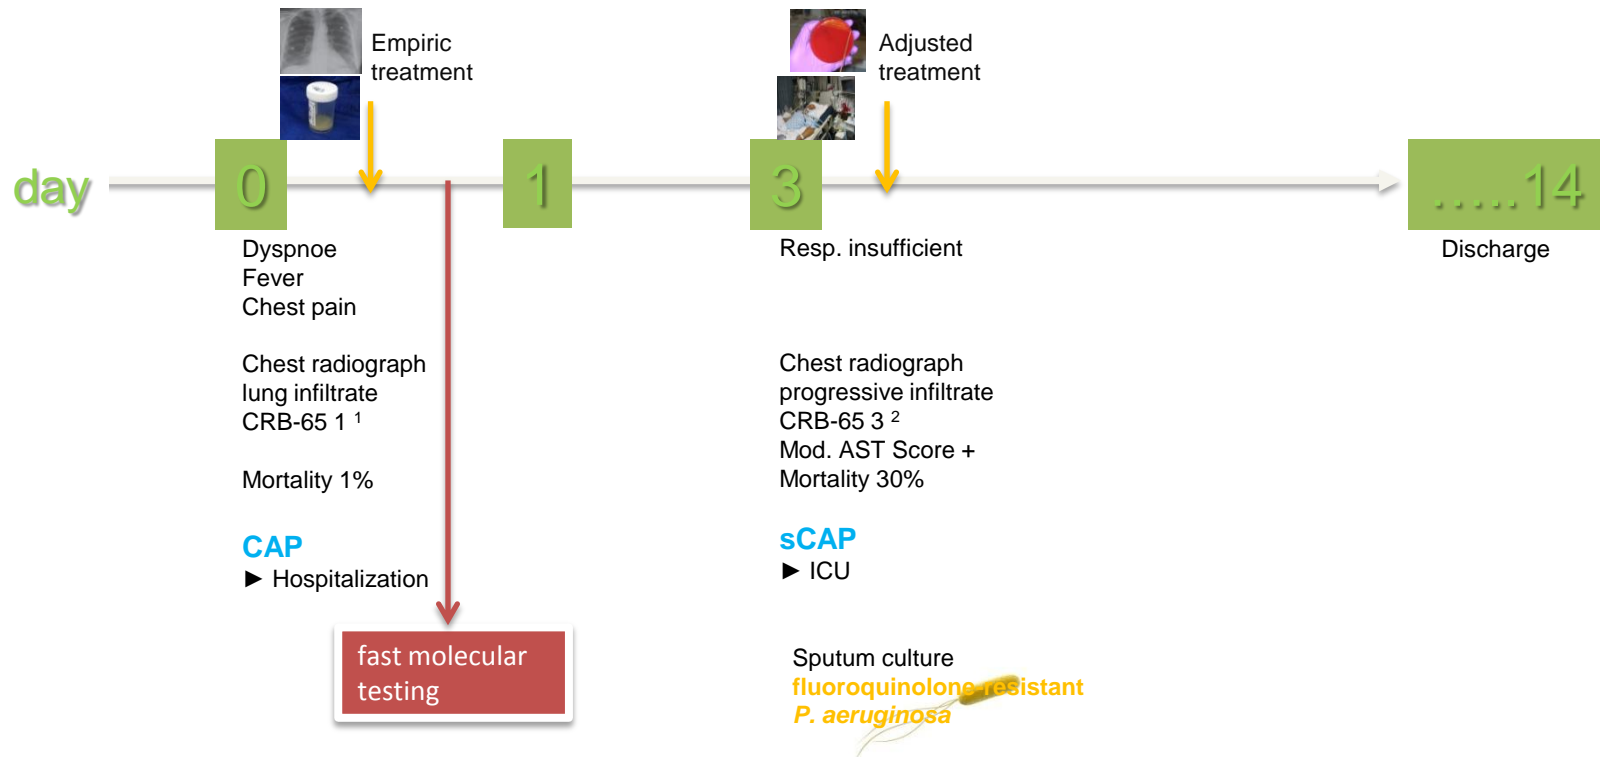 Empiric
treatment
Adjusted
treatment
day
0
1
3
.....14
Dyspnoe
Fever
Chest pain
Chest radiograph
lung infiltrate
CRB-65 1 ¹
Mortality 1%
CAP
► Hospitalization
fast molecular
testing
Resp. insufficient
Chest radiograph
progressive infiltrate
CRB-65 3 ²
Mod. AST Score +
Mortality 30%
sCAP
► ICU
Sputum culture
fluoroquinolone-resistant
P. aeruginosa
Discharge